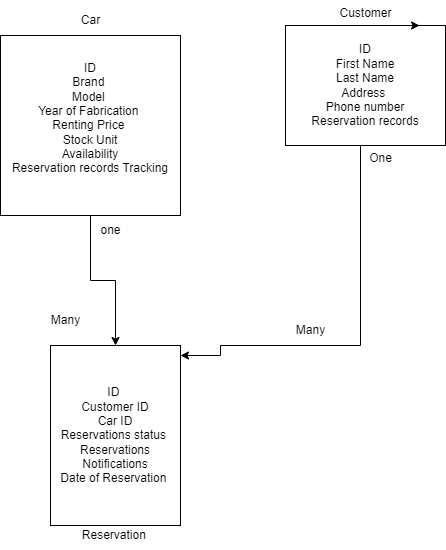 Car
ID
Brand
Model
Year of Fabrication
Renting Price
Stock Unit
Availability
Reservation records Tracking
Customer
ID
First Name
Last Name
Address
Phone number
Reservation records
one
One
Many
Many
ID
Customer ID
Car ID
Reservations status
Reservations
Notifications
Date of Reservation
Reservation